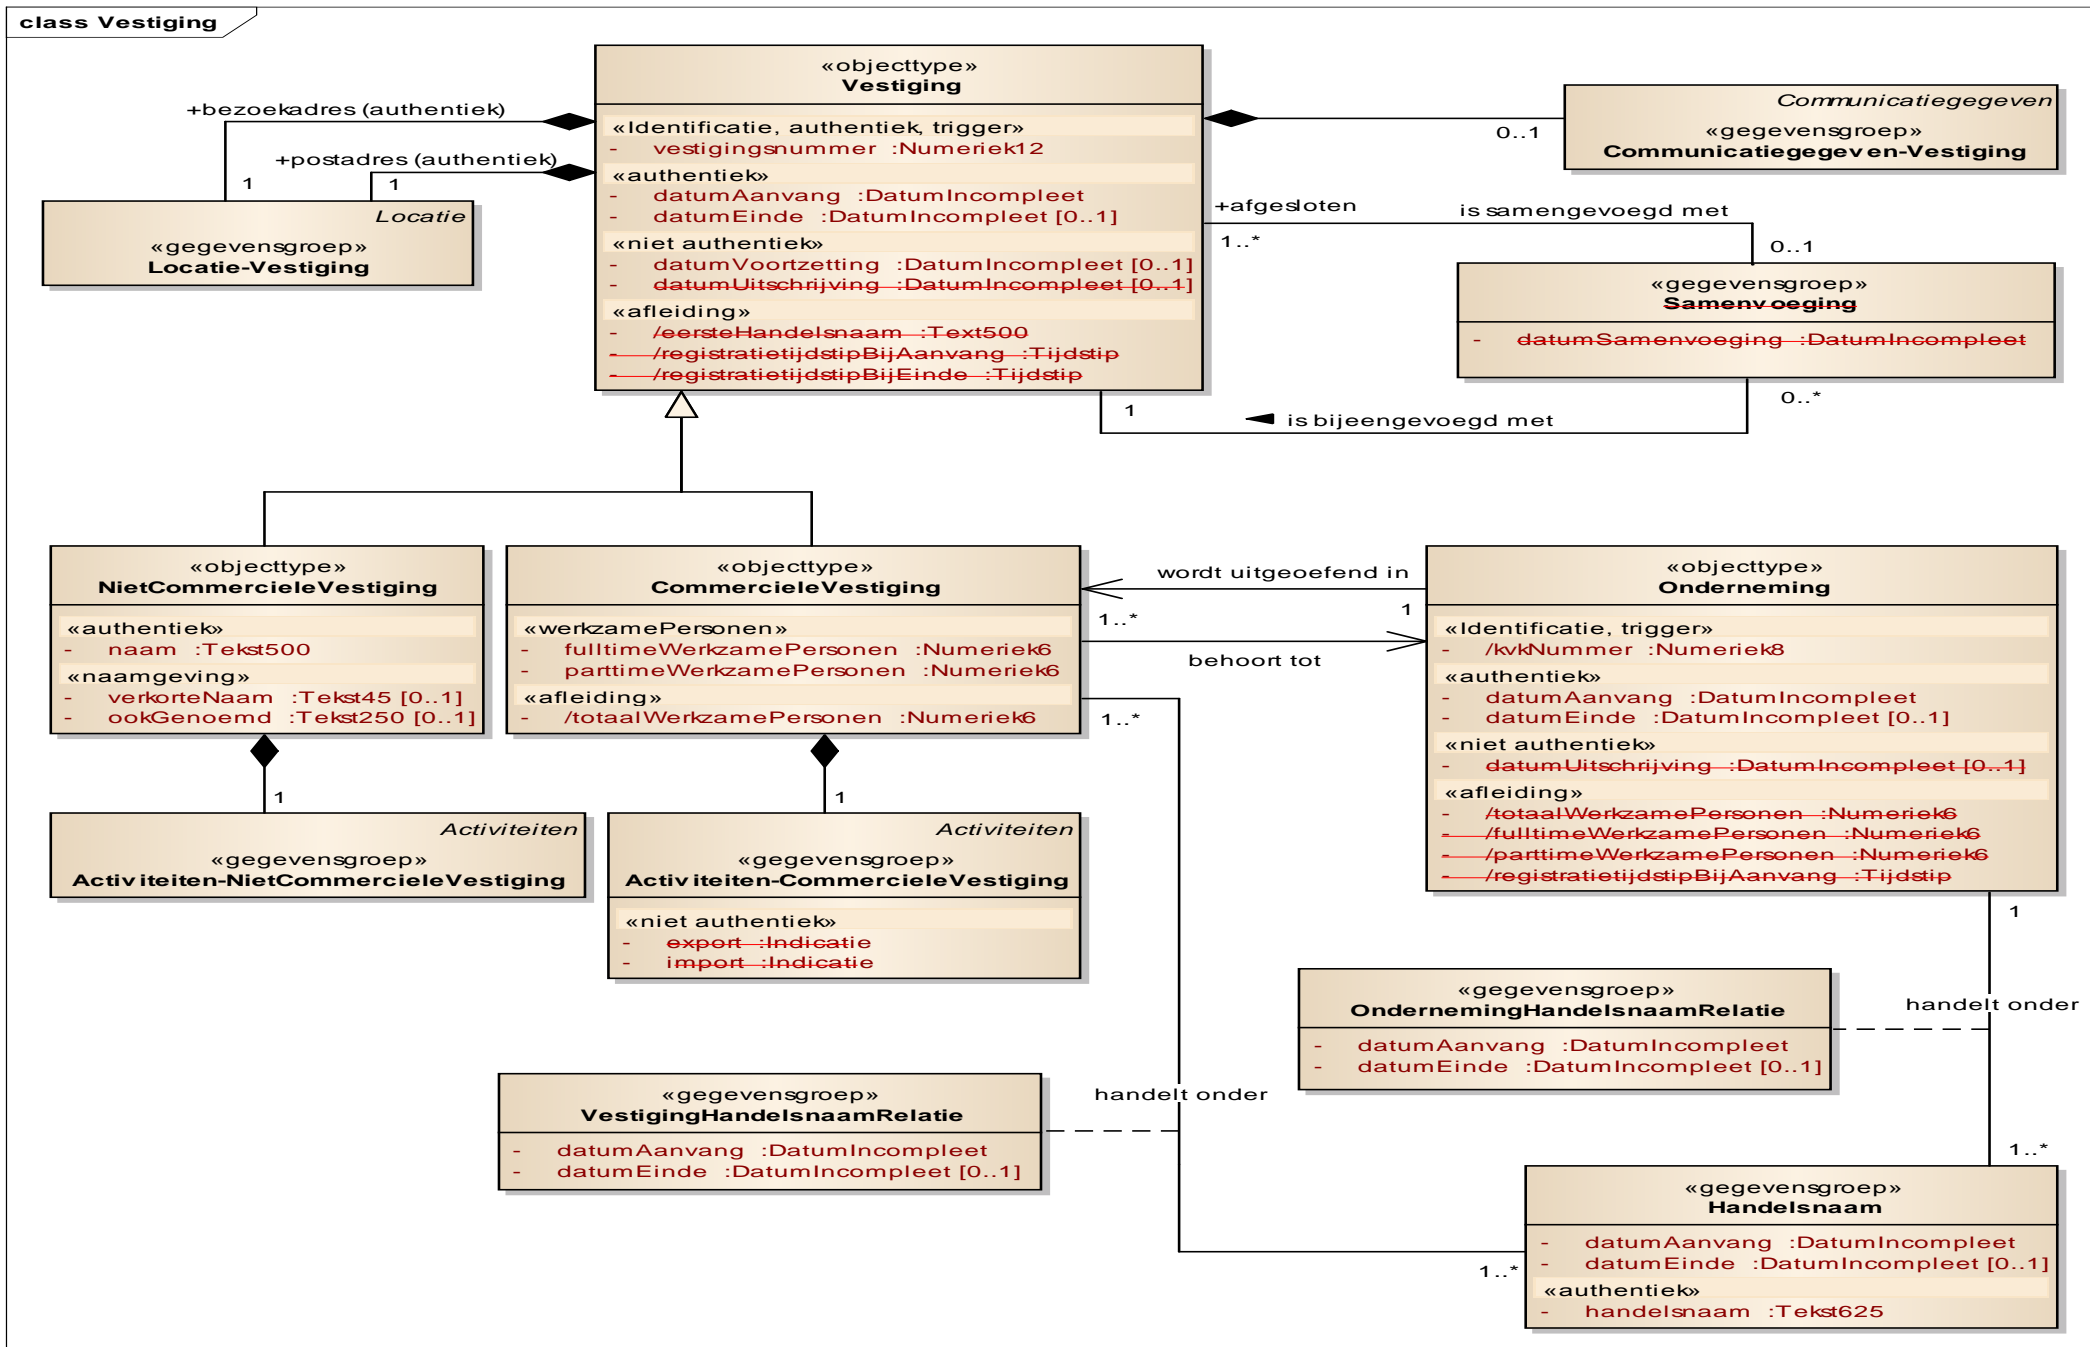 class Vestiging
«objecttype»
Vestiging
«Identificatie, authentiek, trigger»
- vestigingsnummer :Numeriek12
«authentiek»
- datumAanvang :DatumIncompleet
- datumEinde :DatumIncompleet [0..1]
«niet authentiek»
- datumVoortzetting :DatumIncompleet [0..1]
- datumUitschrijving :DatumIncompleet [0..1]
«afleiding»
- /eersteHandelsnaam :Text500
- /registratietijdstipBijAanvang :Tijdstip
- /registratietijdstipBijEinde :Tijdstip
+bezoekadres (authentiek)
1
+postadres (authentiek)
1
Locatie
«gegevensgroep»
Locatie-Vestiging
0..1
Communicatiegegeven
«gegevensgroep»
Communicatiegegeven-Vestiging
+afgesloten
1..*
is samengevoegd met
0..1
«gegevensgroep»
Samenvoeging
- datumSamenvoeging :DatumIncompleet
0..*
1
is bijeengevoegd met
«objecttype»
NietCommercieleVestiging
«authentiek»
- naam :Tekst500
«naamgeving»
- verkorteNaam :Tekst45 [0..1]
- ookGenoemd :Tekst250 [0..1]
1
«objecttype»
CommercieleVestiging
«werkzamePersonen»
- fulltimeWerkzamePersonen :Numeriek6
- parttimeWerkzamePersonen :Numeriek6
«afleiding»
- /totaalWerkzamePersonen :Numeriek6
1
wordt uitgeoefend in
1..*
1
behoort tot
1..*
«objecttype»
Onderneming
«Identificatie, trigger»
- /kvkNummer :Numeriek8
«authentiek»
- datumAanvang :DatumIncompleet
- datumEinde :DatumIncompleet [0..1]
«niet authentiek»
- datumUitschrijving :DatumIncompleet [0..1]
«afleiding»
- /totaalWerkzamePersonen :Numeriek6
- /fulltimeWerkzamePersonen :Numeriek6
- /parttimeWerkzamePersonen :Numeriek6
- /registratietijdstipBijAanvang :Tijdstip
1
Activiteiten
«gegevensgroep»
Activiteiten-NietCommercieleVestiging
Activiteiten
«gegevensgroep»
Activiteiten-CommercieleVestiging
«niet authentiek»
- export :Indicatie
- import :Indicatie
«gegevensgroep»
OndernemingHandelsnaamRelatie
- datumAanvang :DatumIncompleet
- datumEinde :DatumIncompleet [0..1]
handelt onder
«gegevensgroep»
VestigingHandelsnaamRelatie
- datumAanvang :DatumIncompleet
- datumEinde :DatumIncompleet [0..1]
handelt onder
1..*
1..*
«gegevensgroep»
Handelsnaam
- datumAanvang :DatumIncompleet
- datumEinde :DatumIncompleet [0..1]
«authentiek»
- handelsnaam :Tekst625